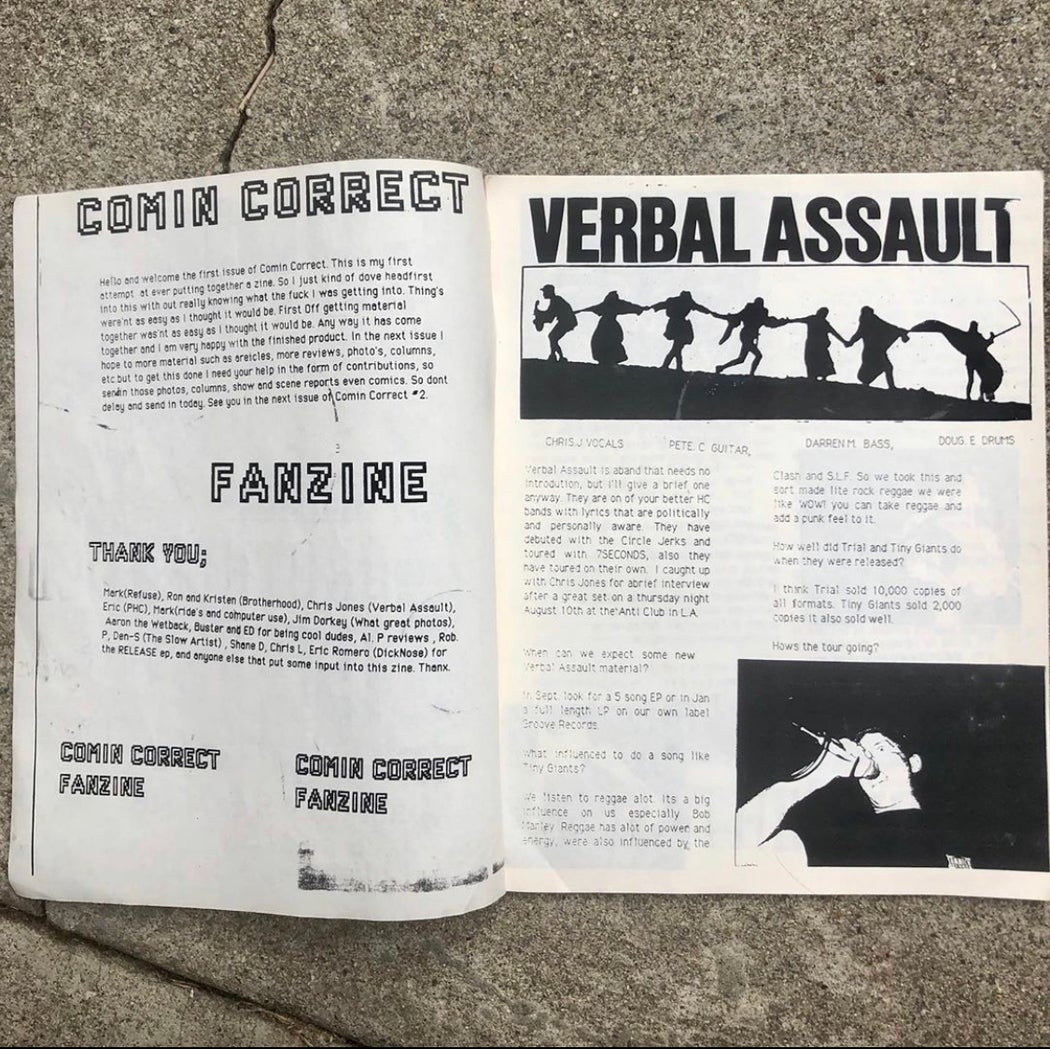 COMIN CORRECT
Hello and welcome the first issue of Comin Correct. This is my first
attempt at ever putting together a zine. So I just kind of dove headfirst
into this with out really knowing what the fuck I was getting into. Thing's
were'nt as easy as I thought it would be. First Off getting material
together was'nt as easy as I thought it would be. Any way it has come
together and I am very happy with the finished product. In the next issue I
hope to more material such as areicles, more reviews, photo's, columns,
etc.but to get this done I need your help in the form of contributions, so
send in those photos, columns, show and scene reports even comics. So dont
delay and send in today. See you in the next issue of Comin Correct #2.
FANZINE
THANK YOU;
Mark(Refuse), Ron and Kristen (Brotherhood), Chris Jones (Verbal Assault),
Eric (PHC), Mark(ride's and computer use), Jim Dorkey (What great photos),
Aaron the Wetback, Buster and ED for being cool dudes, Al. P reviews , Rob.
P, Den-S (The Slow Artist) , Shane D, Chris L, Eric Romero (DickNose) for
the RELEASE ep, and anyone else that put some input into this zine. Thanx.
COMIN CORRECT
FANZINE
COMIN CORRECT
FANZINE
VERBAL ASSAULT
CHRIS.J VOCALS PETE. C GUITAR, DARREN M. BASS, DOUG. E DRUMS
Verbal Assault is aband that needs no
introdution, but I'll give a brief one
anyway. They are on of your better HC
bands with lyrics that are politically
and personally aware. They have
debuted with the Circle Jerks and
toured with 7SECONDS, also they
have toured on their own. I caught up
with Chris Jones for abrief interview
after a great set on a thursday night
August 10th at the Anti Club in L.A.
When can we expect some new
Verbal Assault material?
In Sept. look for a 5 song EP or in Jan
a full length LP on our own label
Groove Records.
What influenced to do a song like
Tiny Giants?
We listen to reggae alot. Its a big
influence on us especially Bob
Marley. Reggae has alot of power and
energy, were also influenced by the
Clash and S.L.F. So we took this and
sort made lite rock reggae we were
like 'WOW! you can take reggae and
add a punk feel to it.
How well did Trial and Tiny Giants do
when they were released?
I think Trial sold 10,000 copies of
all formats. Tiny Giants sold 2,000
copies it also sold well.
Hows the tour going?